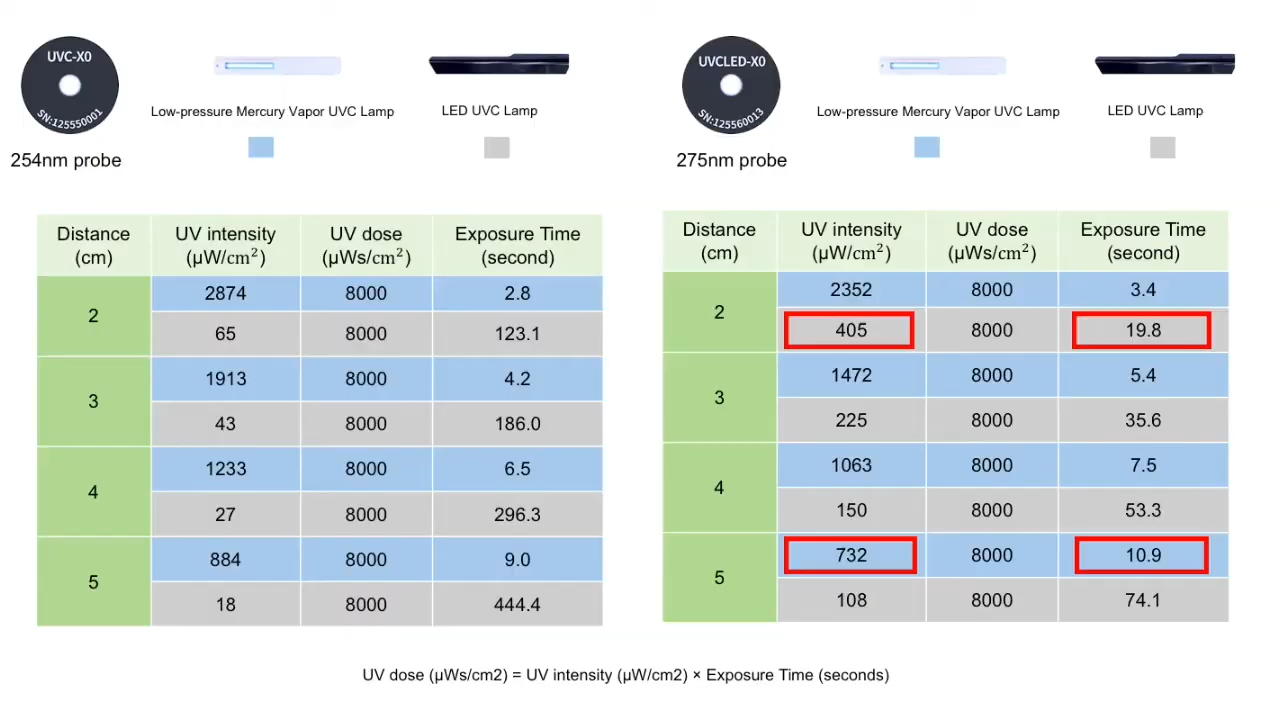 UVC-X0
SN:125550001
254nm probe
Low-pressure Mercury Vapor UVC Lamp
LED UVC Lamp
UVCLED-X0
SN:125560013
275nm probe
Low-pressure Mercury Vapor UVC Lamp
LED UVC Lamp
Distance (cm) UV intensity (μW/cm²) UV dose (μWs/cm²) Exposure Time (second)
2 2874 8000 2.8
65 8000 123.1
3 1913 8000 4.2
43 8000 186.0
4 1233 8000 6.5
27 8000 296.3
5 884 8000 9.0
18 8000 444.4
Distance (cm) UV intensity (μW/cm²) UV dose (μWs/cm²) Exposure Time (second)
2 2352 8000 3.4
405 8000 19.8
3 1472 8000 5.4
225 8000 35.6
4 1063 8000 7.5
150 8000 53.3
5 732 8000 10.9
108 8000 74.1
UV dose (μWs/cm2) = UV intensity (μW/cm2) × Exposure Time (seconds)